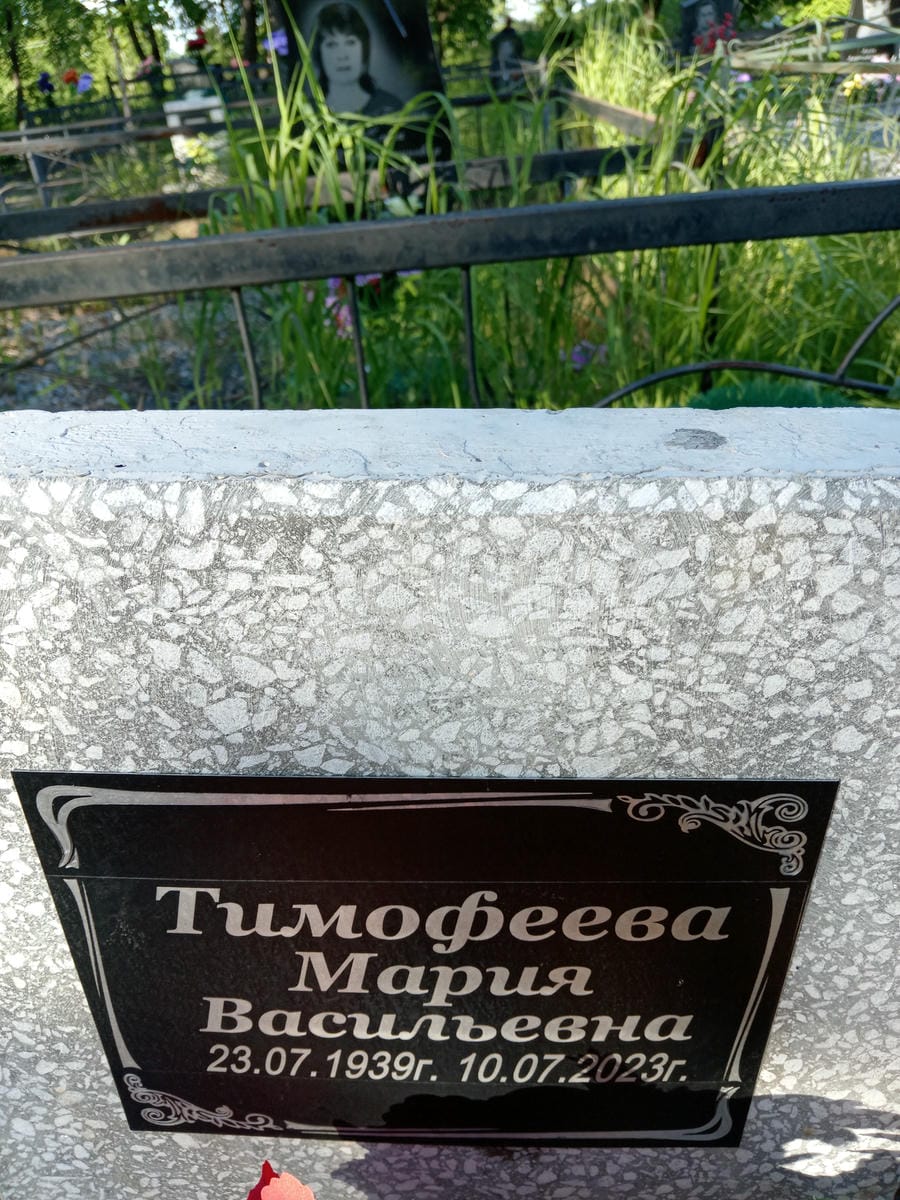 Тимофеева
Мария
Васильевна
23.07.1939г. 10.07.2023г.